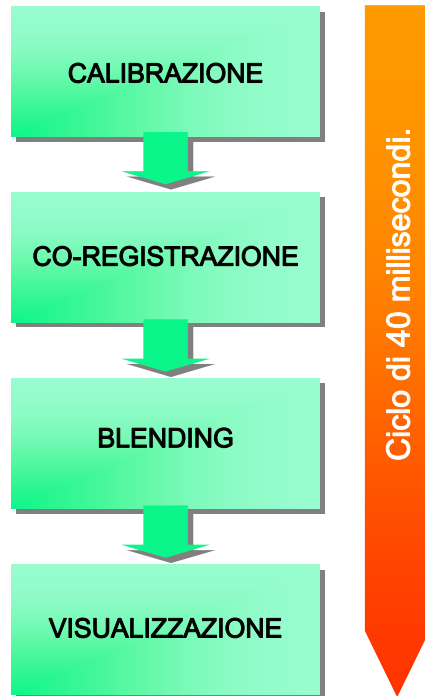 CALIBRAZIONE
CO-REGISTRAZIONE
BLENDING
VISUALIZZAZIONE
Ciclo di 40 millisecondi.